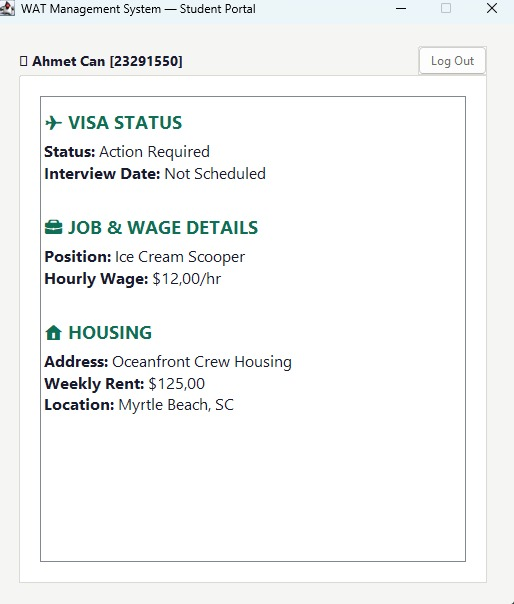 WAT Management System — Student Portal
Ahmet Can [23291550]
Log Out
VISA STATUS
Status: Action Required
Interview Date: Not Scheduled
JOB & WAGE DETAILS
Position: Ice Cream Scooper
Hourly Wage: $12,00/hr
HOUSING
Address: Oceanfront Crew Housing
Weekly Rent: $125,00
Location: Myrtle Beach, SC